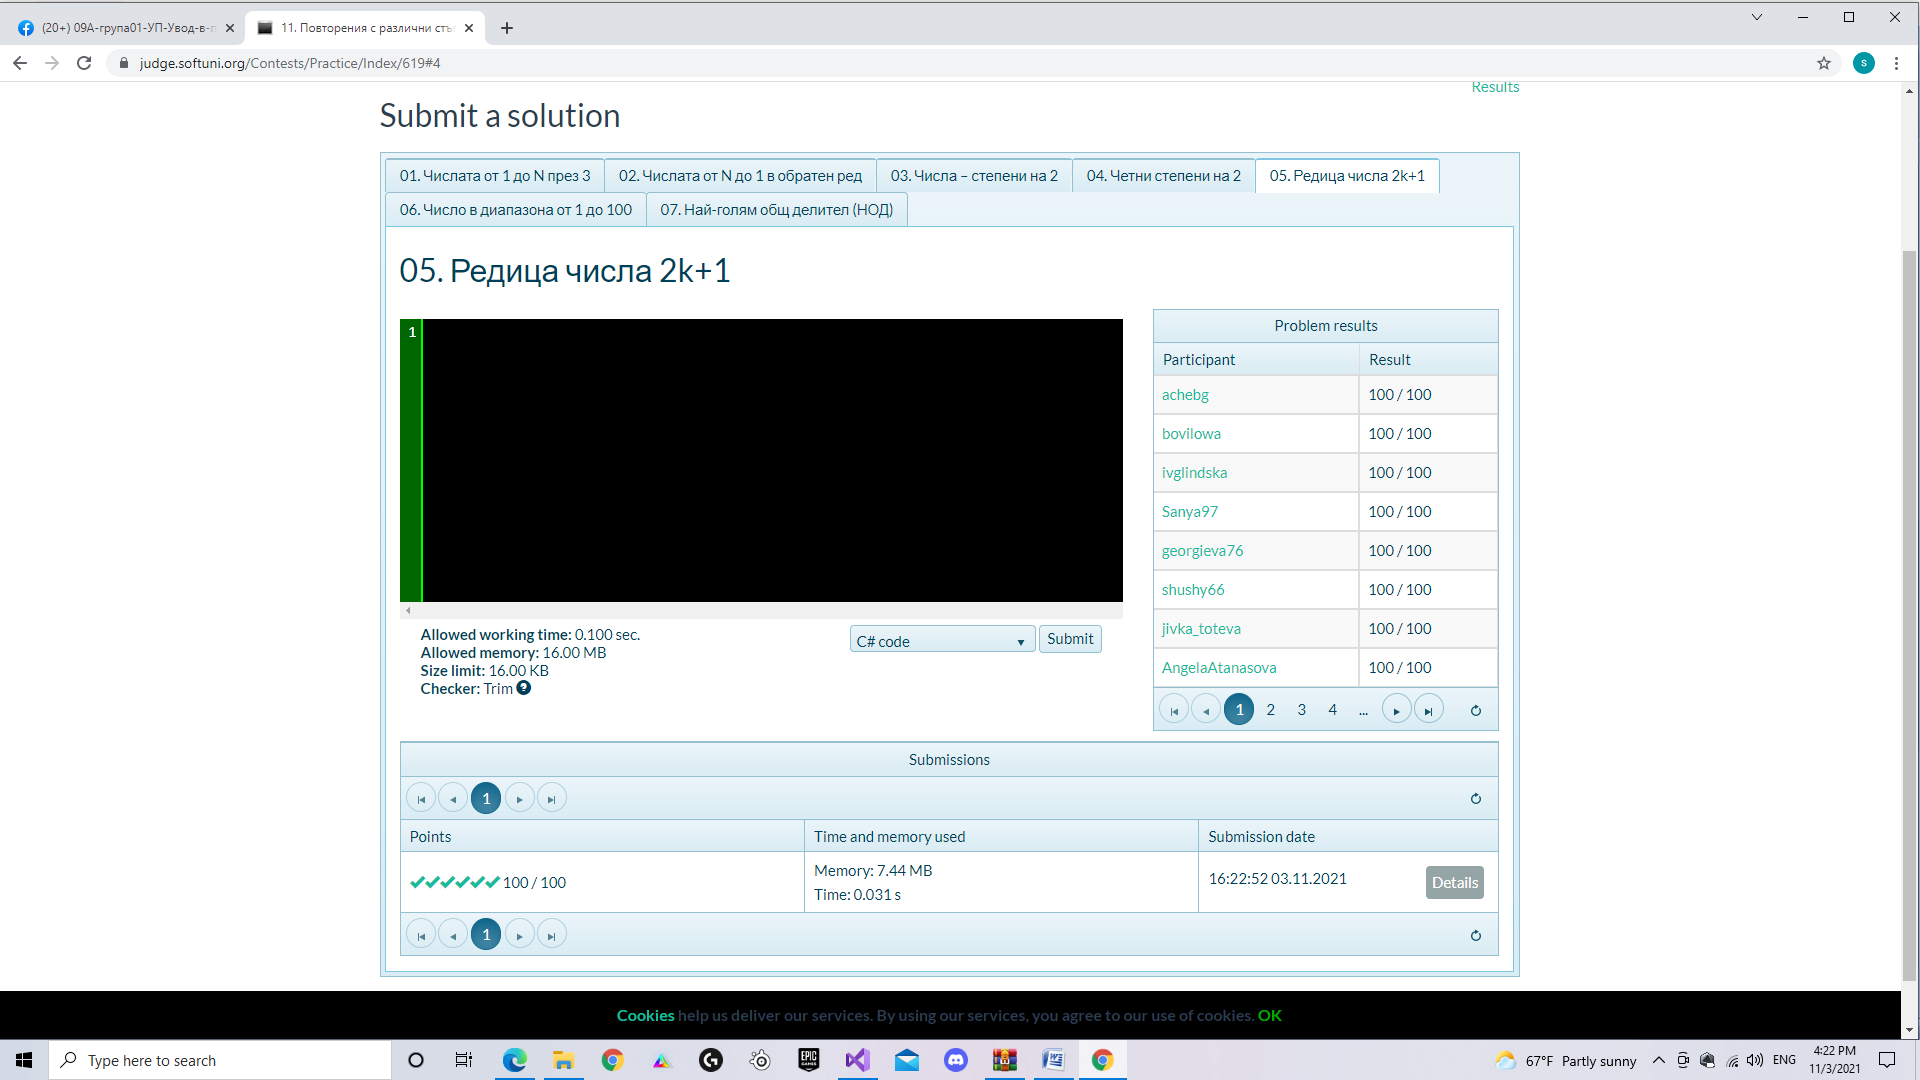 (20+) 09А-група01-УП-Увод-в-п
11. Повторения с различни стъ
judge.softuni.org/Contests/Practice/Index/619#4
s
Results
Submit a solution
01. Числата от 1 до N през 3
02. Числата от N до 1 в обратен ред
03. Числа – степени на 2
04. Четни степени на 2
05. Редица числа 2k+1
06. Число в диапазона от 1 до 100
07. Най-голям общ делител (НОД)
05. Редица числа 2k+1
1
Allowed working time: 0.100 sec.
Allowed memory: 16.00 MB
Size limit: 16.00 KB
Checker: Trim ?
C# code
Submit
Problem results
Participant Result
achebg 100 / 100
bovilowa 100 / 100
ivglindska 100 / 100
Sanya97 100 / 100
georgieva76 100 / 100
shushy66 100 / 100
jivka_toteva 100 / 100
AngelaAtanasova 100 / 100
1 2 3 4 ...
Submissions
1
Points Time and memory used Submission date
100 / 100
Memory: 7.44 MB
Time: 0.031 s
16:22:52 03.11.2021
Details
1
Cookies help us deliver our services. By using our services, you agree to our use of cookies. OK
Type here to search
EPIC GAMES
67°F Partly sunny
ENG
4:22 PM
11/3/2021